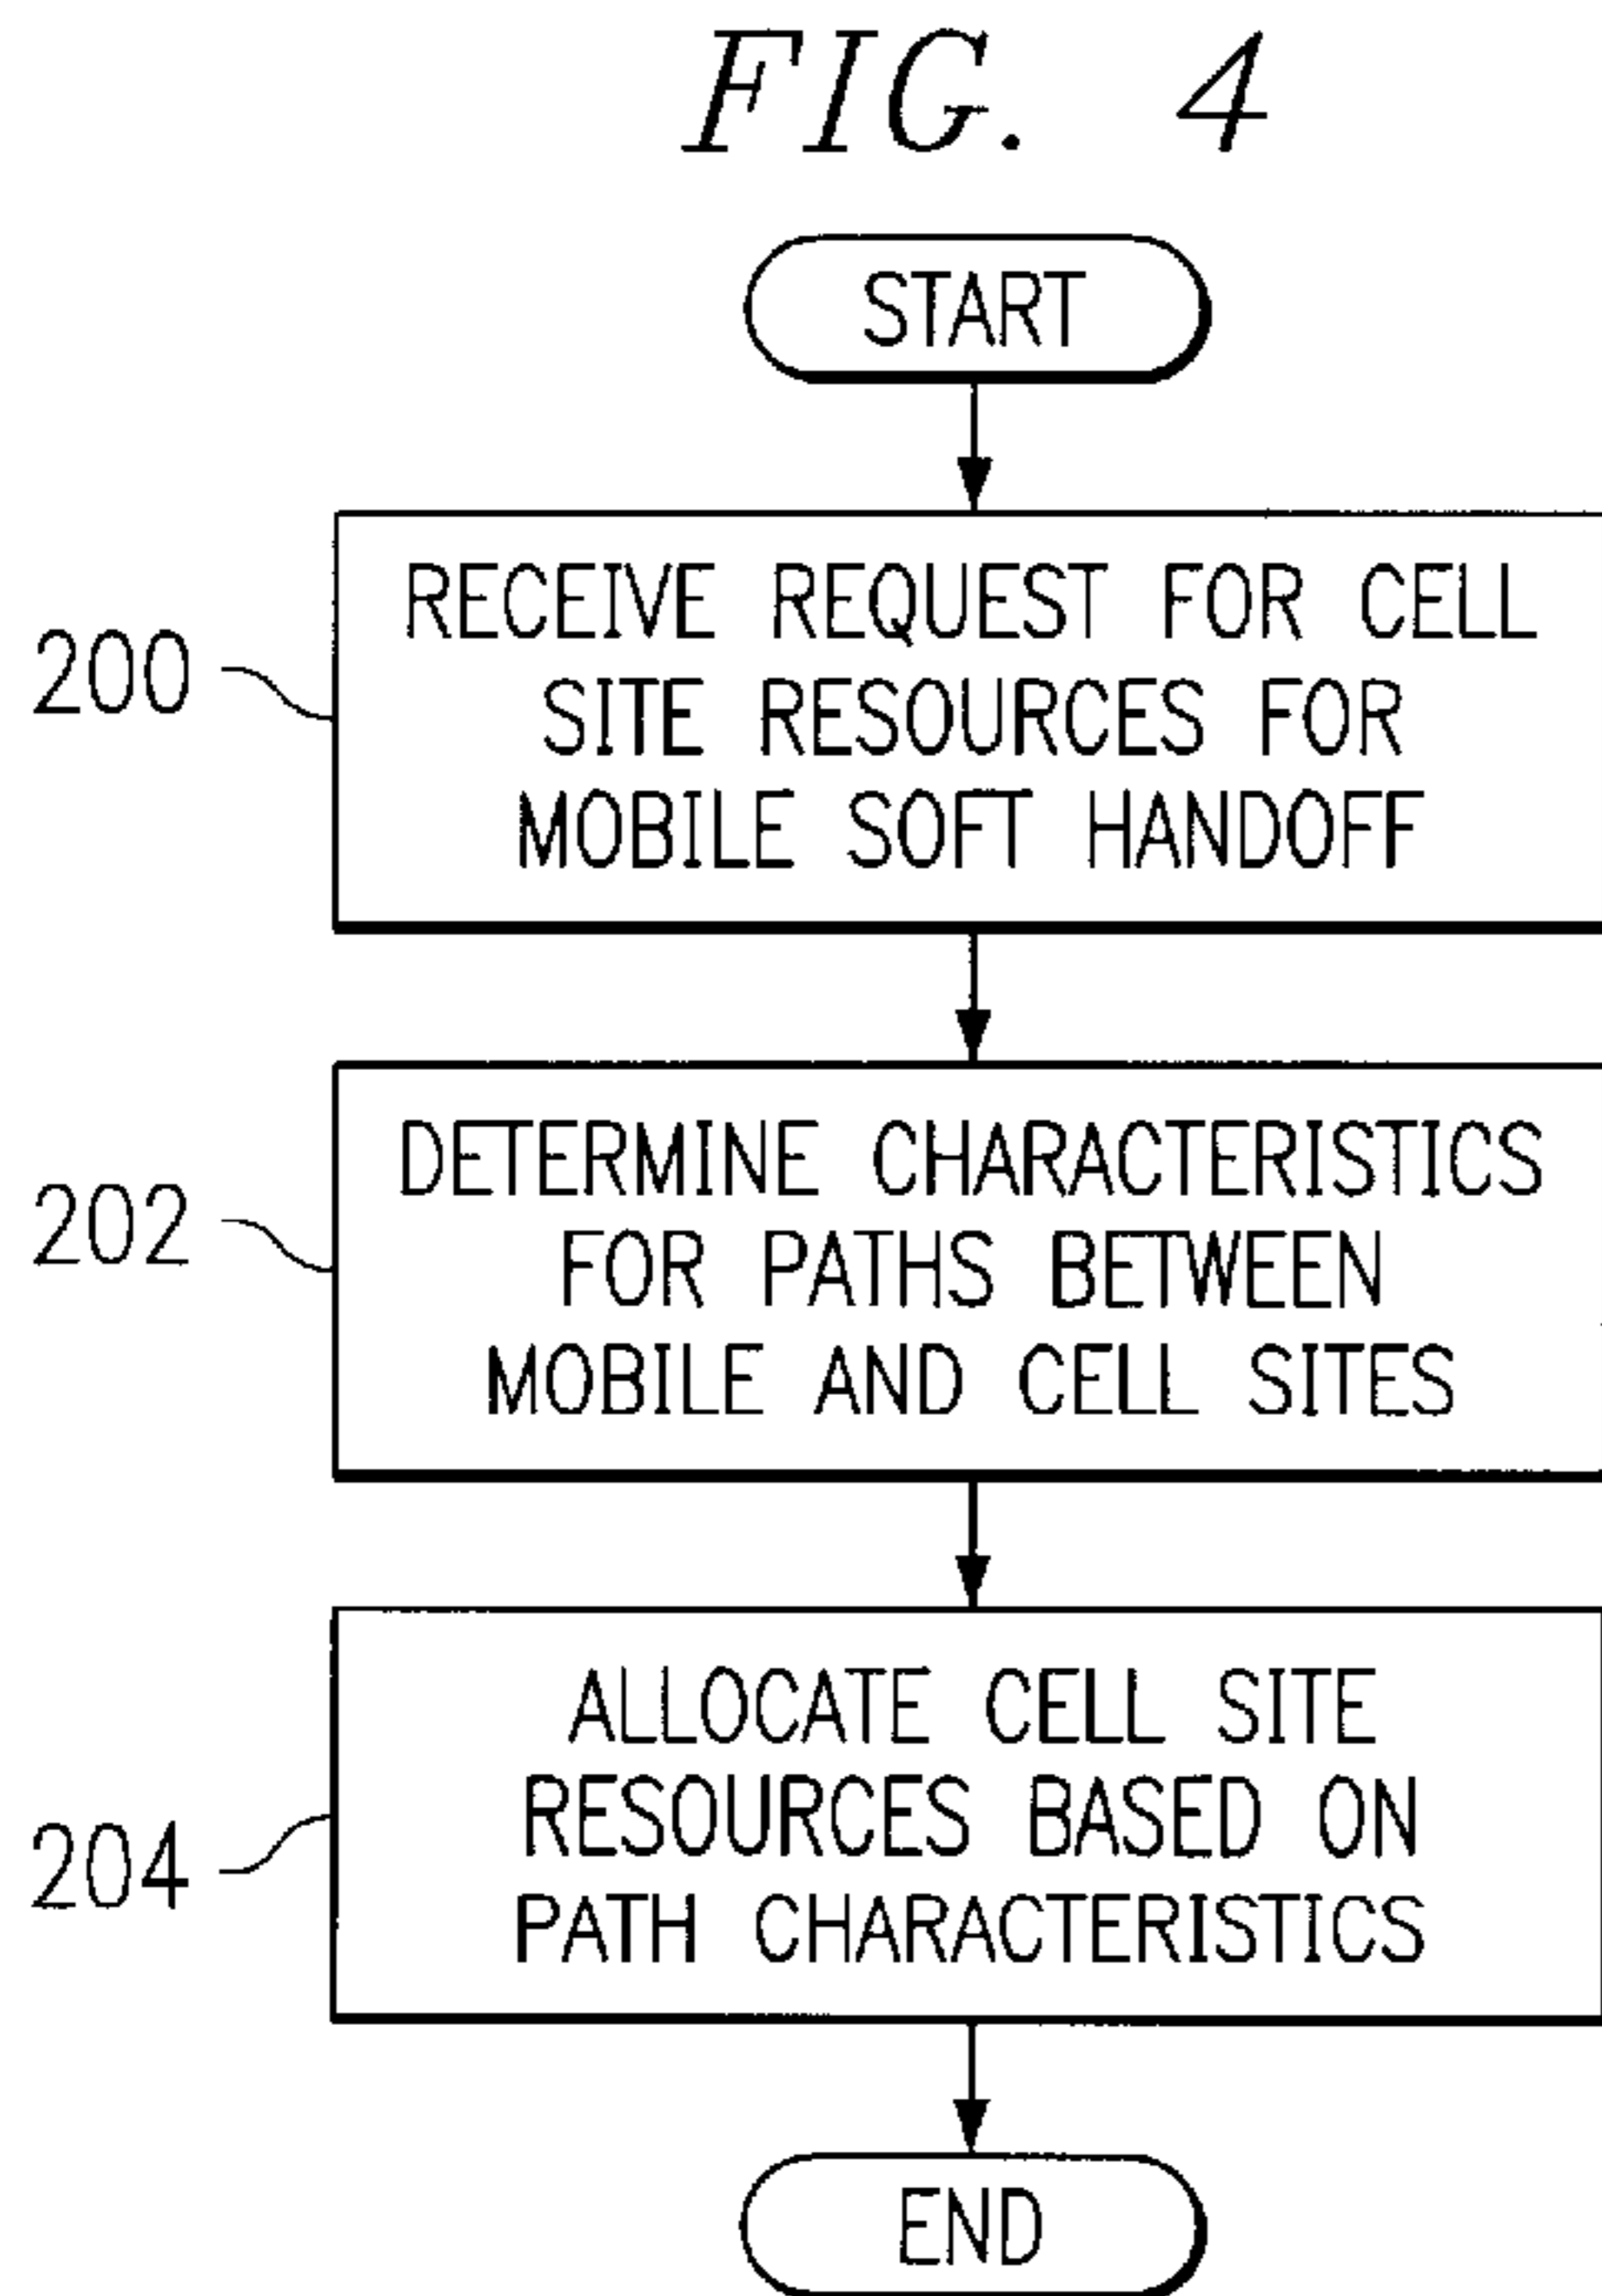 FIG. 4
START
200
RECEIVE REQUEST FOR CELL
SITE RESOURCES FOR
MOBILE SOFT HANDOFF
202
DETERMINE CHARACTERISTICS
FOR PATHS BETWEEN
MOBILE AND CELL SITES
204
ALLOCATE CELL SITE
RESOURCES BASED ON
PATH CHARACTERISTICS
END